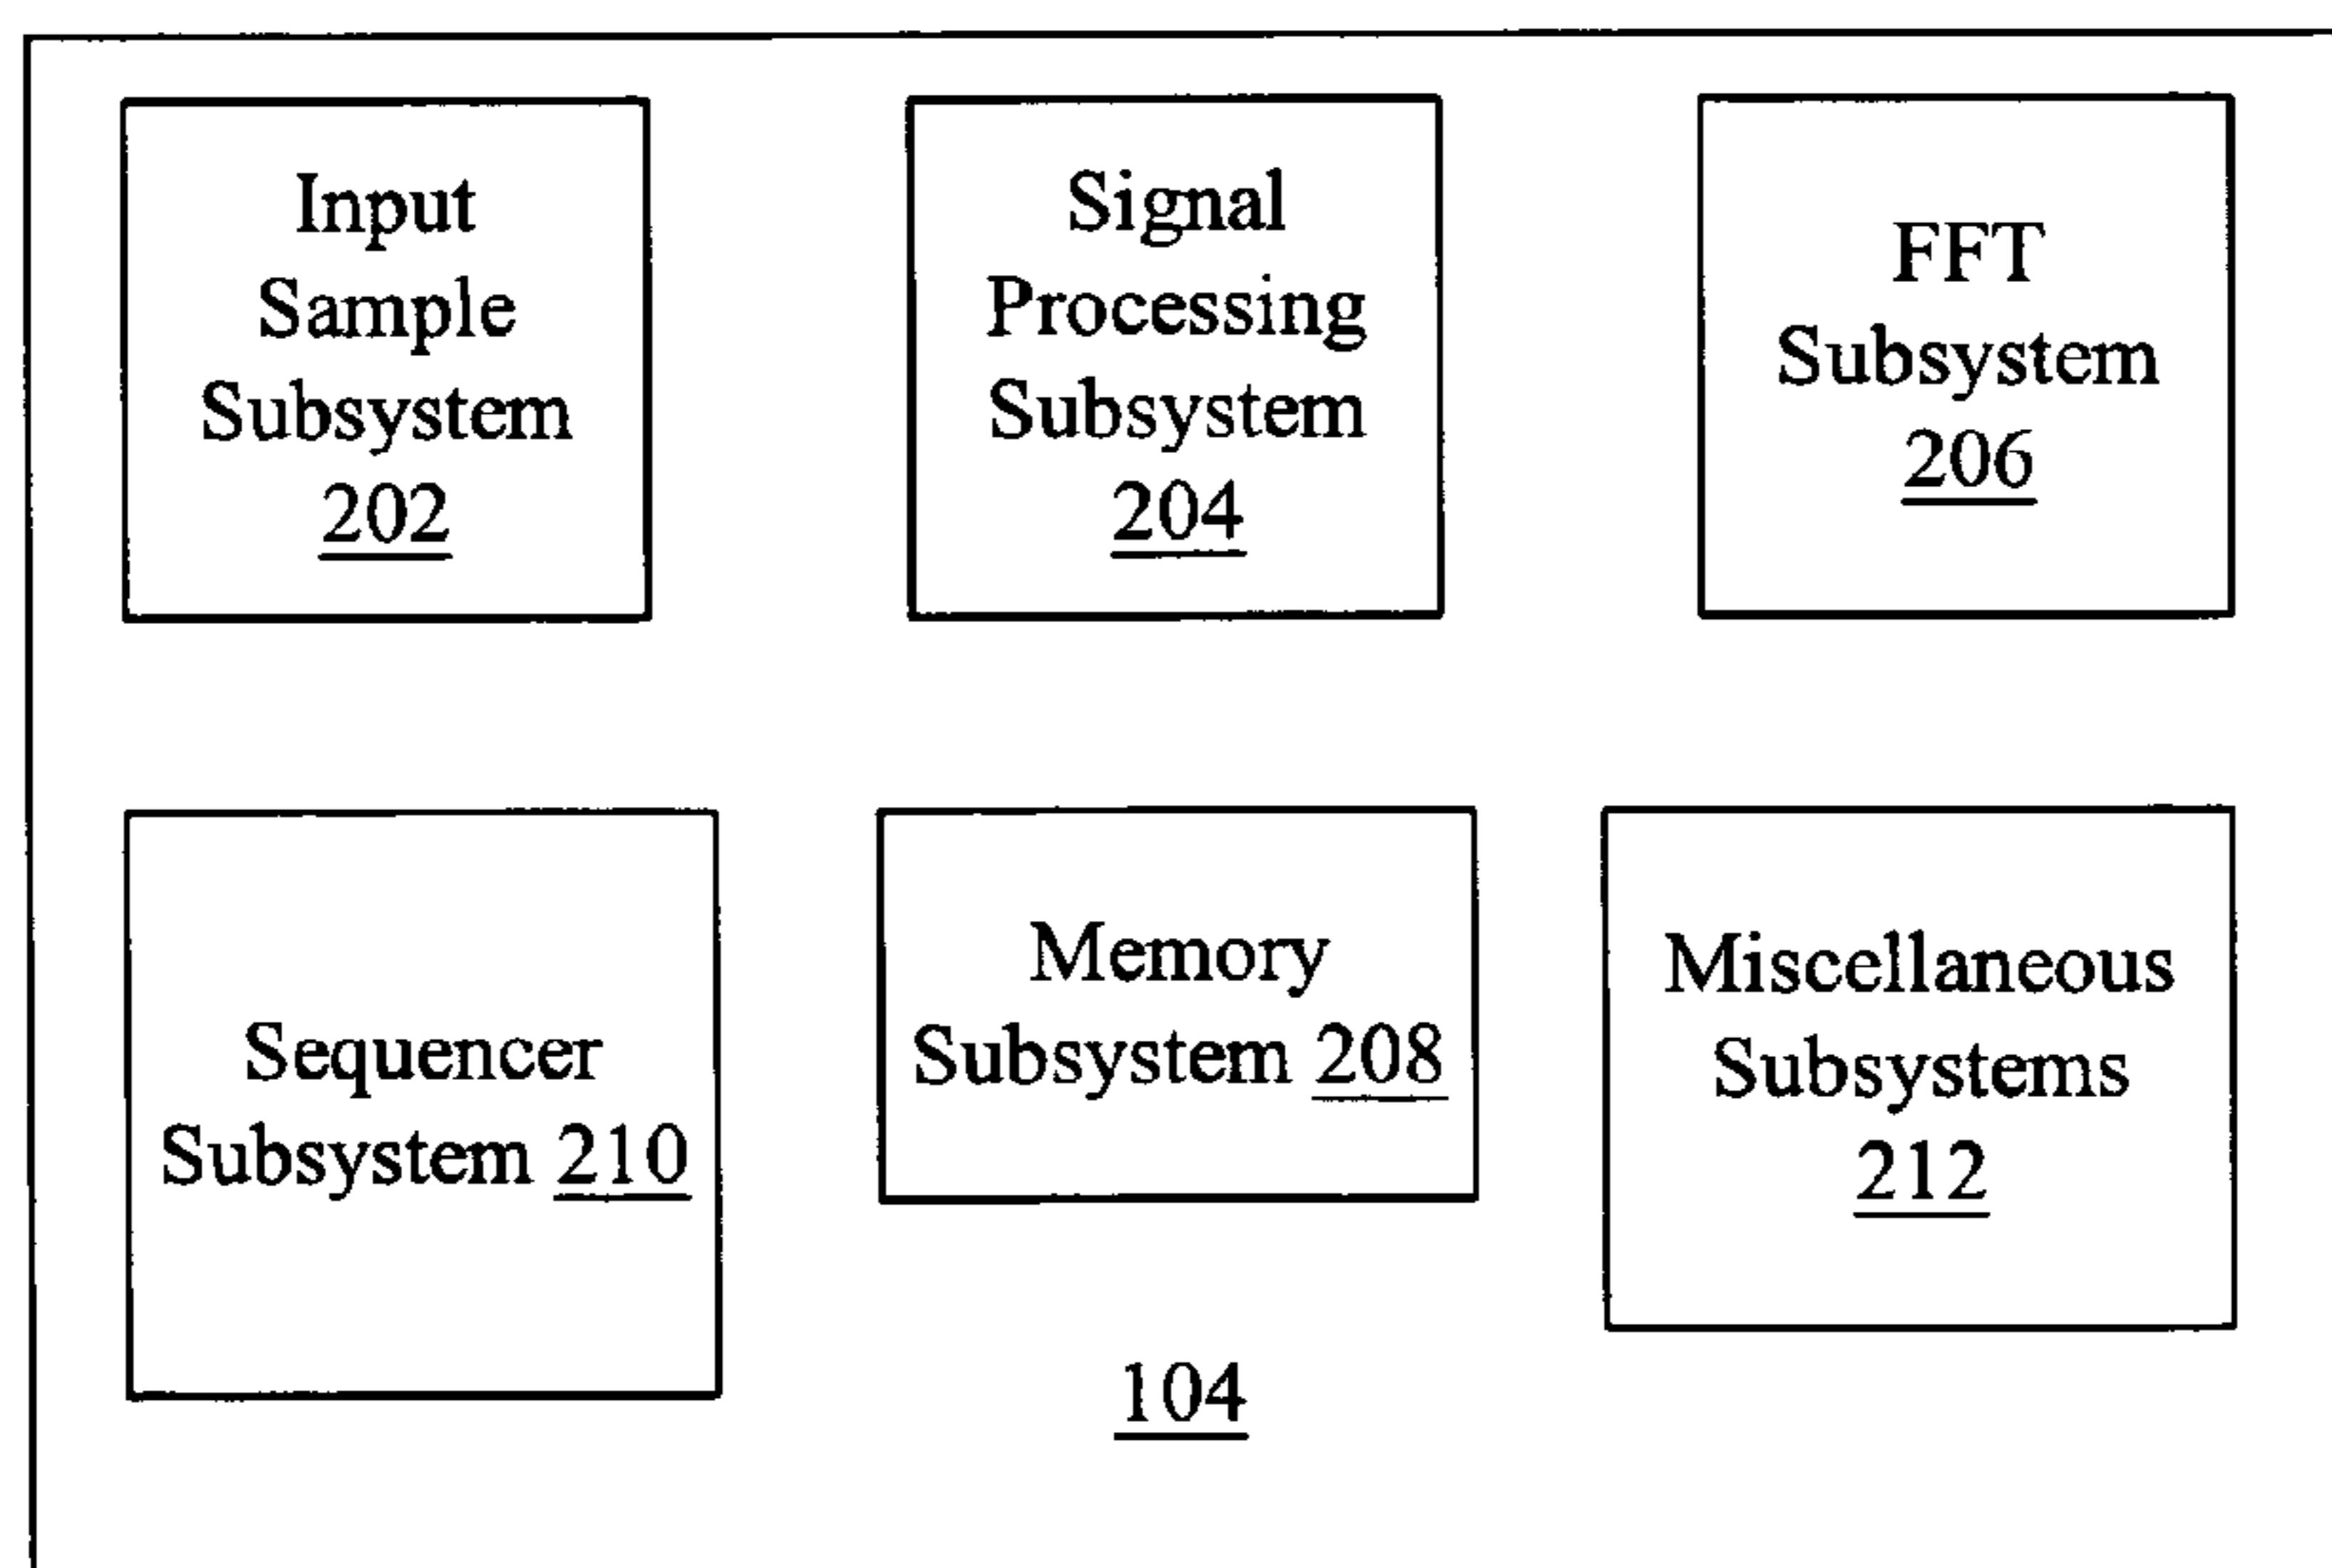 Input
Sample
Subsystem
202
Signal
Processing
Subsystem
204
FFT
Subsystem
206
Sequencer
Subsystem 210
Memory
Subsystem 208
Miscellaneous
Subsystems
212
104